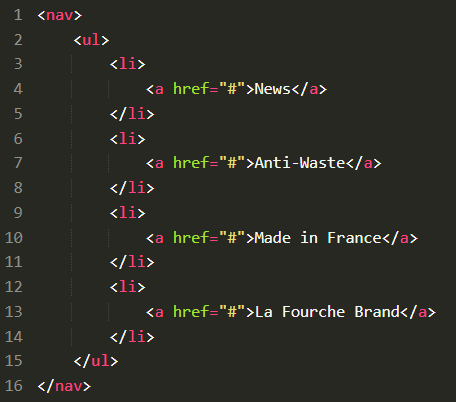 1 <nav>
2     <ul>
3         <li>
4             <a href="#">News</a>
5         </li>
6         <li>
7             <a href="#">Anti-Waste</a>
8         </li>
9         <li>
10             <a href="#">Made in France</a>
11         </li>
12         <li>
13             <a href="#">La Fourche Brand</a>
14         </li>
15     </ul>
16 </nav>